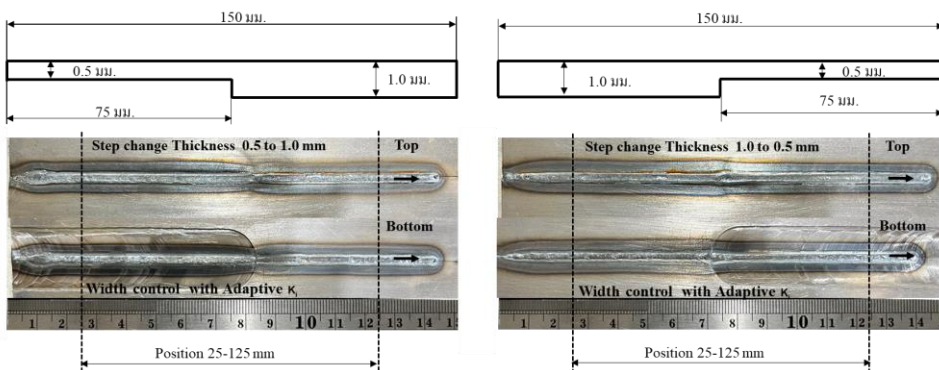 150 มม.
0.5 มม.
1.0 มม.
75 มม.
Step change Thickness 0.5 to 1.0 mm
Top
Bottom
Width control with Adaptive κ
1 2 3 4 5 6 7 8 9 10 11 12 13 14
Position 25-125 mm
150 มม.
1.0 มม.
0.5 มม.
75 มม.
Step change Thickness 1.0 to 0.5 mm
Top
Bottom
Width control with Adaptive κ
1 2 3 4 5 6 7 8 9 10 11 12 13 14
Position 25-125 mm